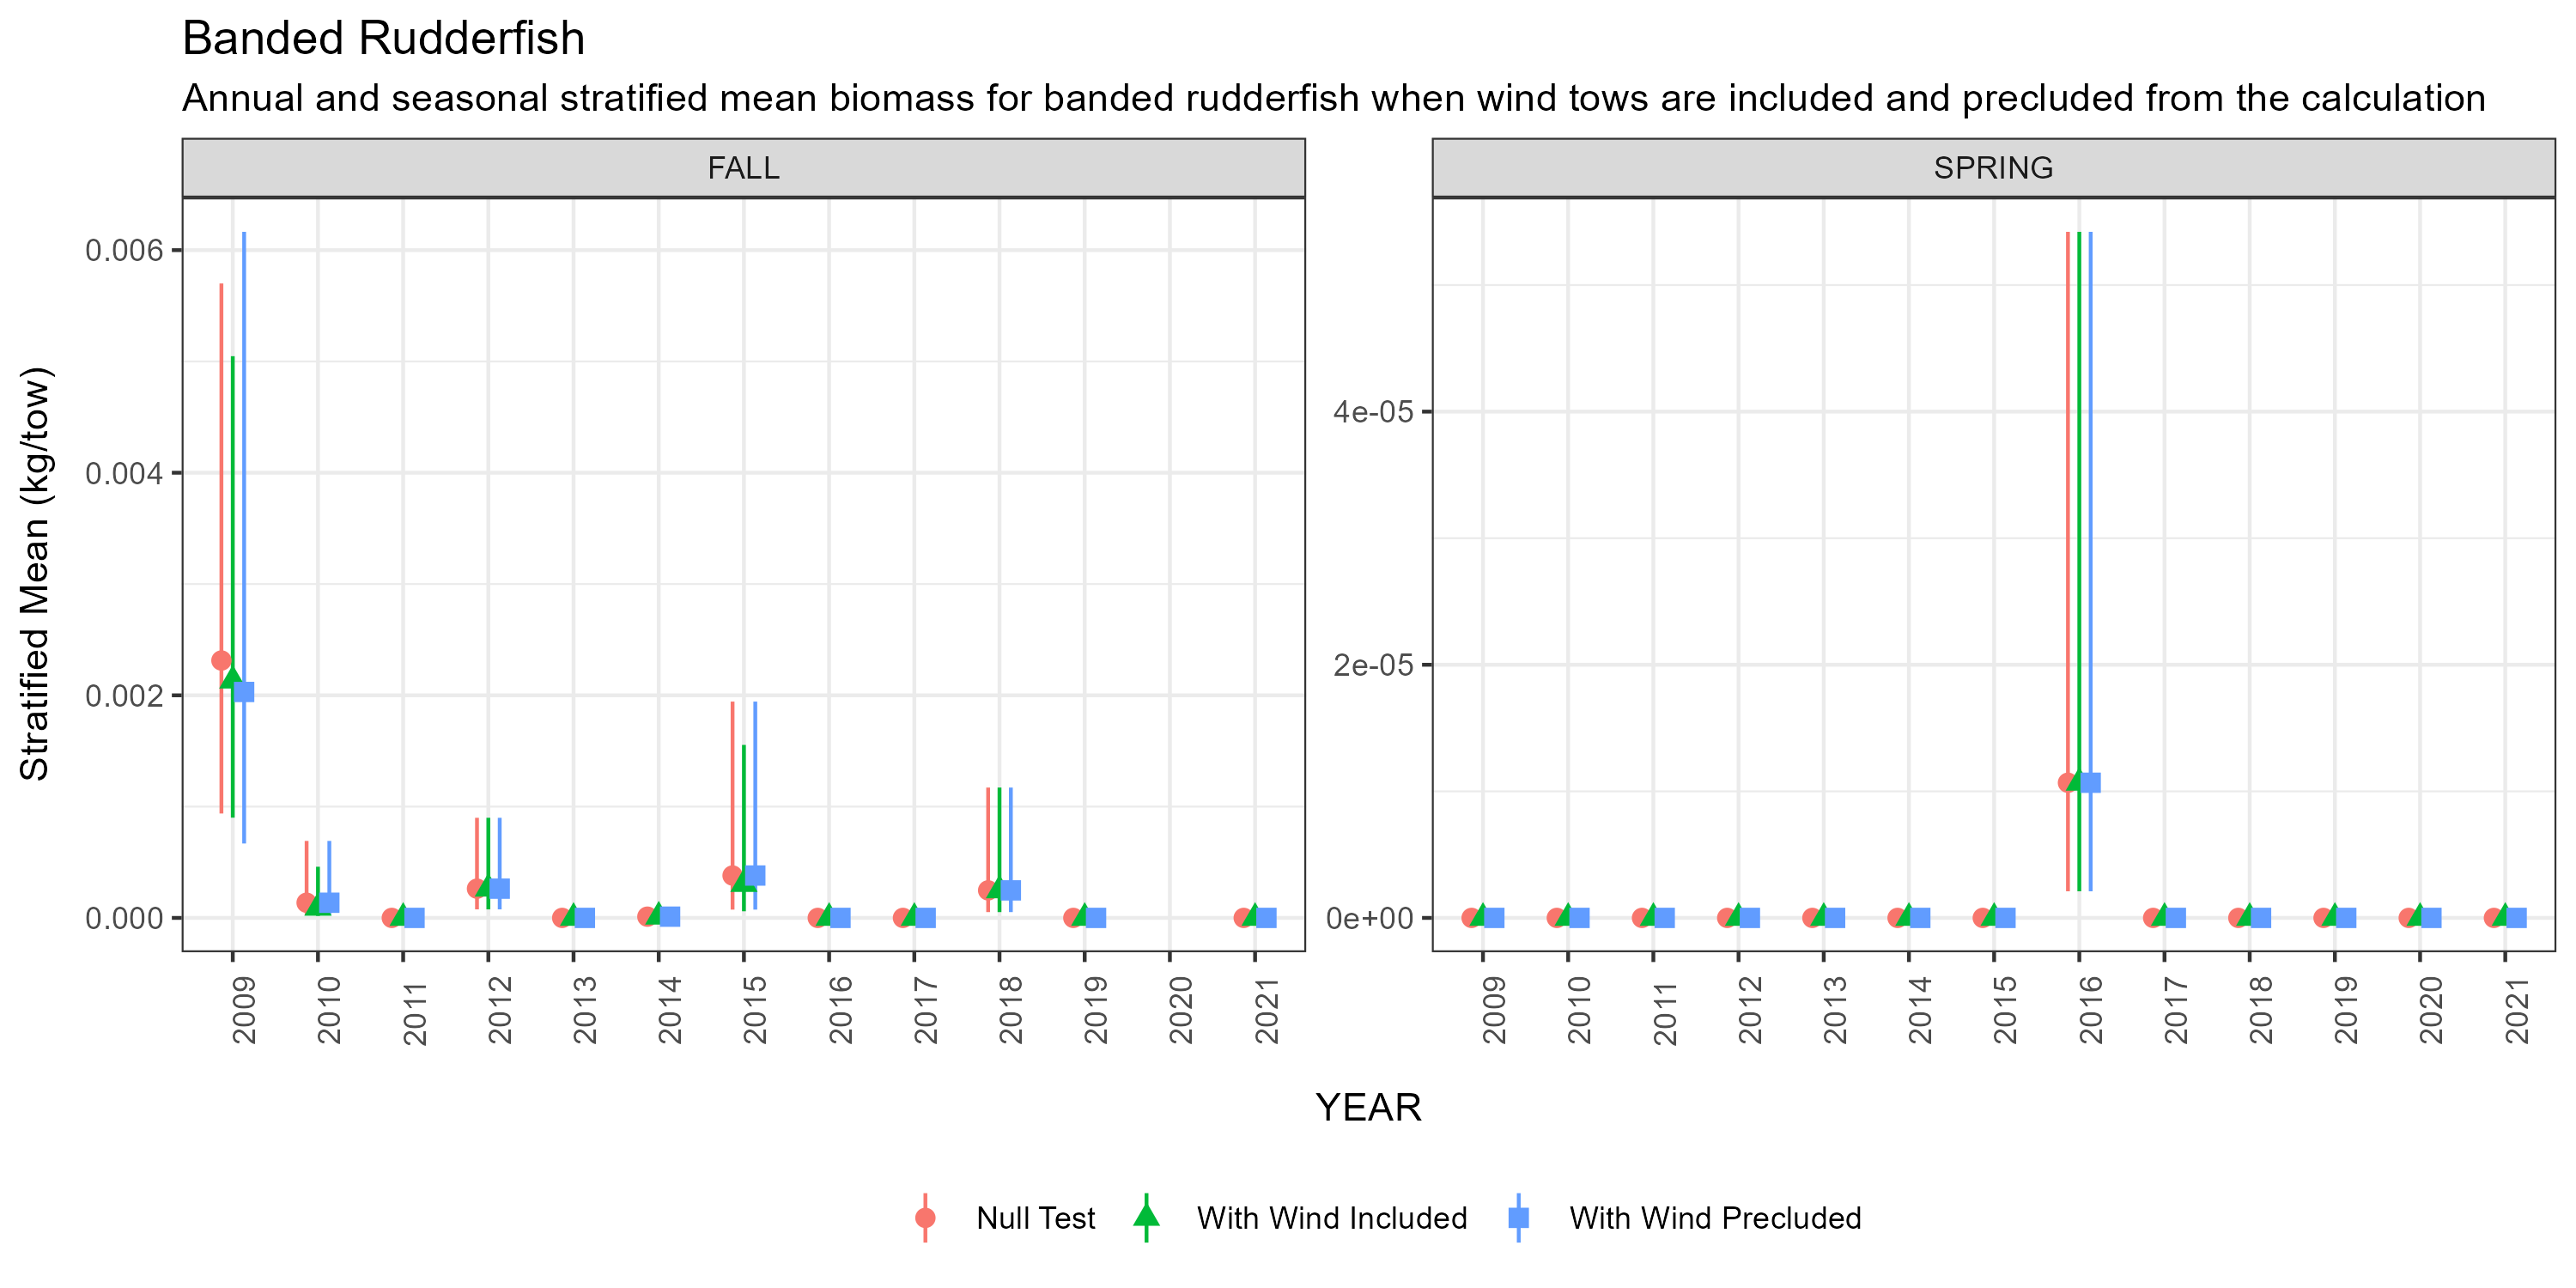 Banded Rudderfish
Annual and seasonal stratified mean biomass for banded rudderfish when wind tows are included and precluded from the calculation
FALL
SPRING
Stratified Mean (kg/tow)
0.006
0.004
0.002
0.000
4e-05
2e-05
0e+00
2009 2010 2011 2012 2013 2014 2015 2016 2017 2018 2019 2020 2021
2009 2010 2011 2012 2013 2014 2015 2016 2017 2018 2019 2020 2021
YEAR
Null Test With Wind Included With Wind Precluded